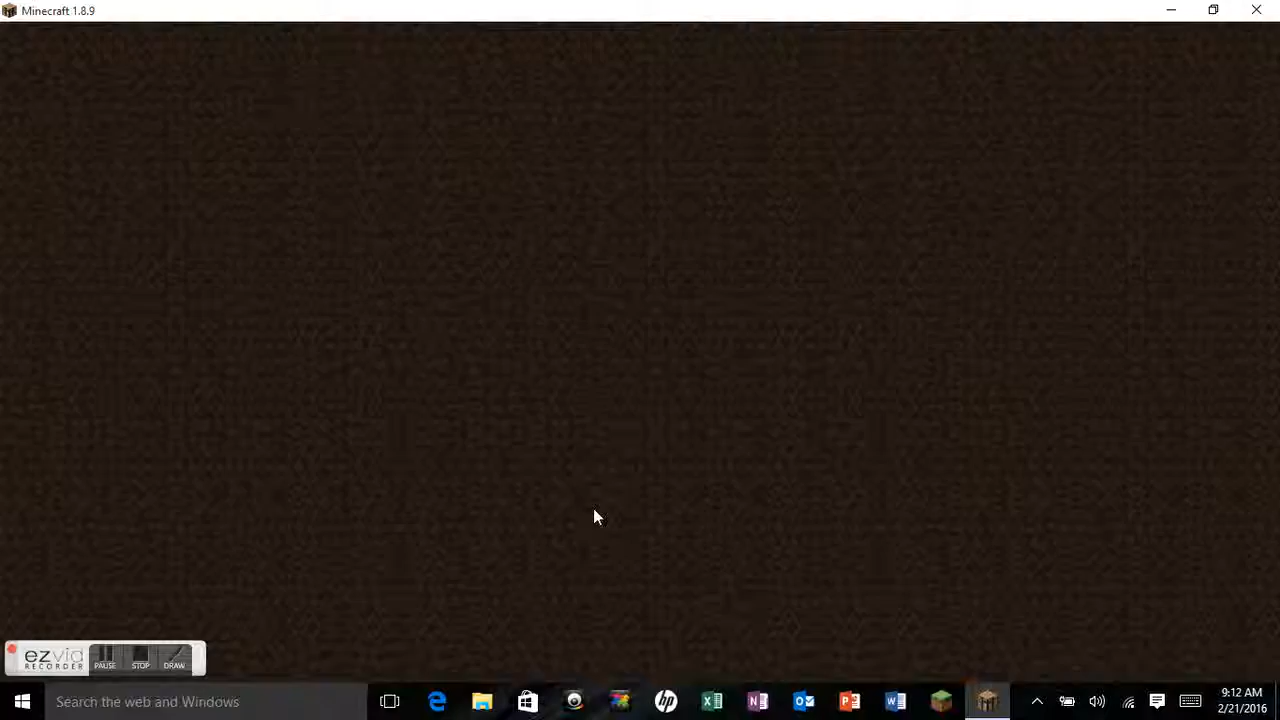 Minecraft 1.8.9
ezvid
RECORDER
PAUSE
STOP
DRAW
Search the web and Windows
9:12 AM
2/21/2016